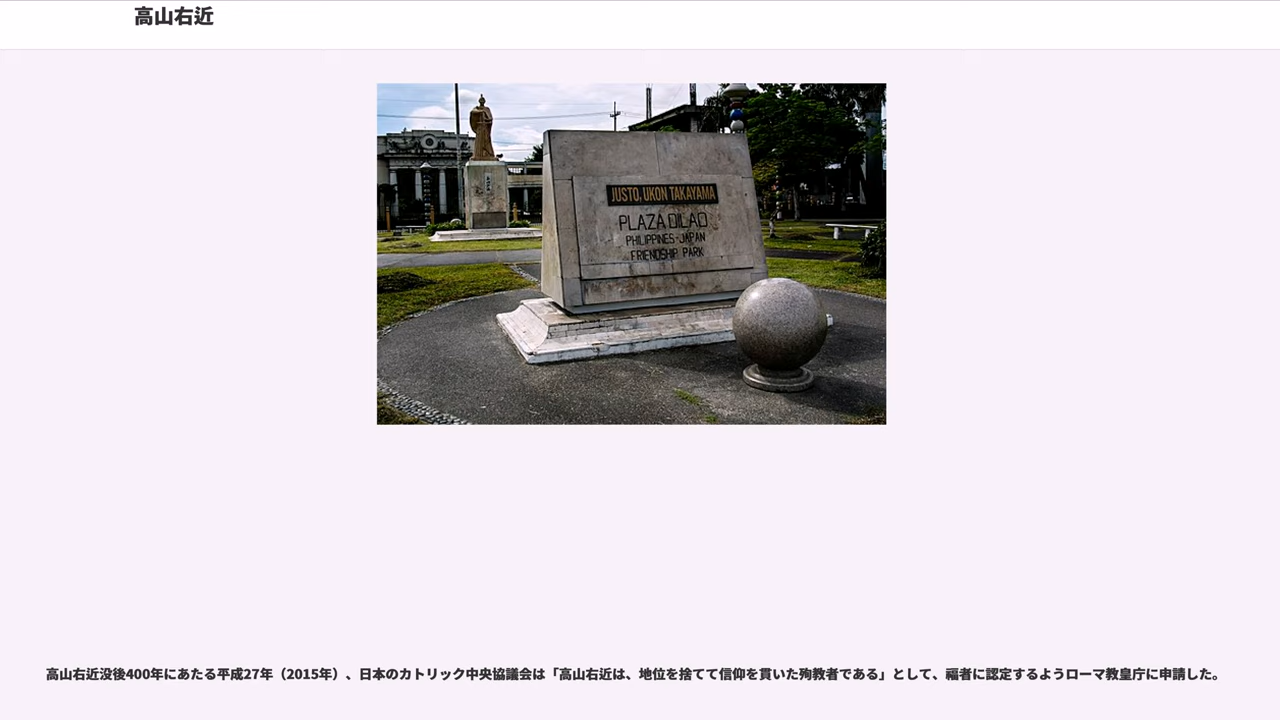 高山右近
JUSTO, UKON TAKAYAMA
PLAZA DILAO
PHILIPPINES-JAPAN
FRIENDSHIP PARK
高山右近没後400年にあたる平成27年（2015年）、日本のカトリック中央協議会は「高山右近は、地位を捨てて信仰を貫いた殉教者である」として、福者に認定するようローマ教皇庁に申請した。